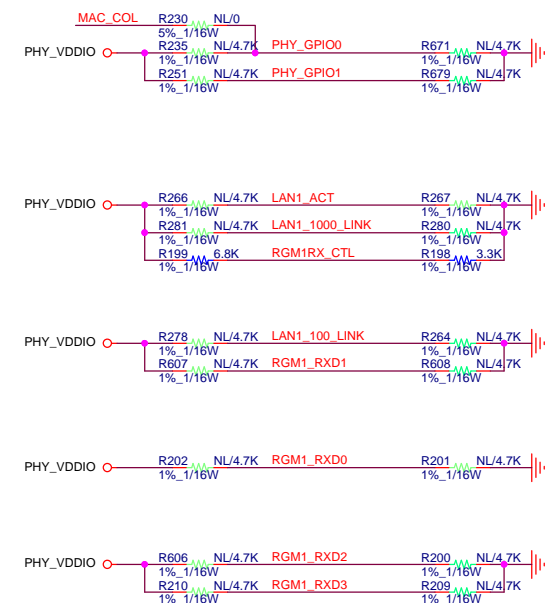 MAC_COL R230 NL/0
5%_1/16W
PHY_VDDIO R235 NL/4.7K PHY_GPIO0 R671 NL/4.7K
1%_1/16W 1%_1/16W
R251 NL/4.7K PHY_GPIO1 R679 NL/4.7K
1%_1/16W 1%_1/16W
PHY_VDDIO R266 NL/4.7K LAN1_ACT R267 NL/4.7K
1%_1/16W 1%_1/16W
R281 NL/4.7K LAN1_1000_LINK R280 NL/4.7K
1%_1/16W 1%_1/16W
R199 6.8K RGM1RX_CTL R198 3.3K
1%_1/16W 1%_1/16W
PHY_VDDIO R278 NL/4.7K LAN1_100_LINK R264 NL/4.7K
1%_1/16W 1%_1/16W
R607 NL/4.7K RGM1_RXD1 R608 NL/4.7K
1%_1/16W 1%_1/16W
PHY_VDDIO R202 NL/4.7K RGM1_RXD0 R201 NL/4.7K
1%_1/16W 1%_1/16W
PHY_VDDIO R606 NL/4.7K RGM1_RXD2 R200 NL/4.7K
1%_1/16W 1%_1/16W
R210 NL/4.7K RGM1_RXD3 R209 NL/4.7K
1%_1/16W 1%_1/16W